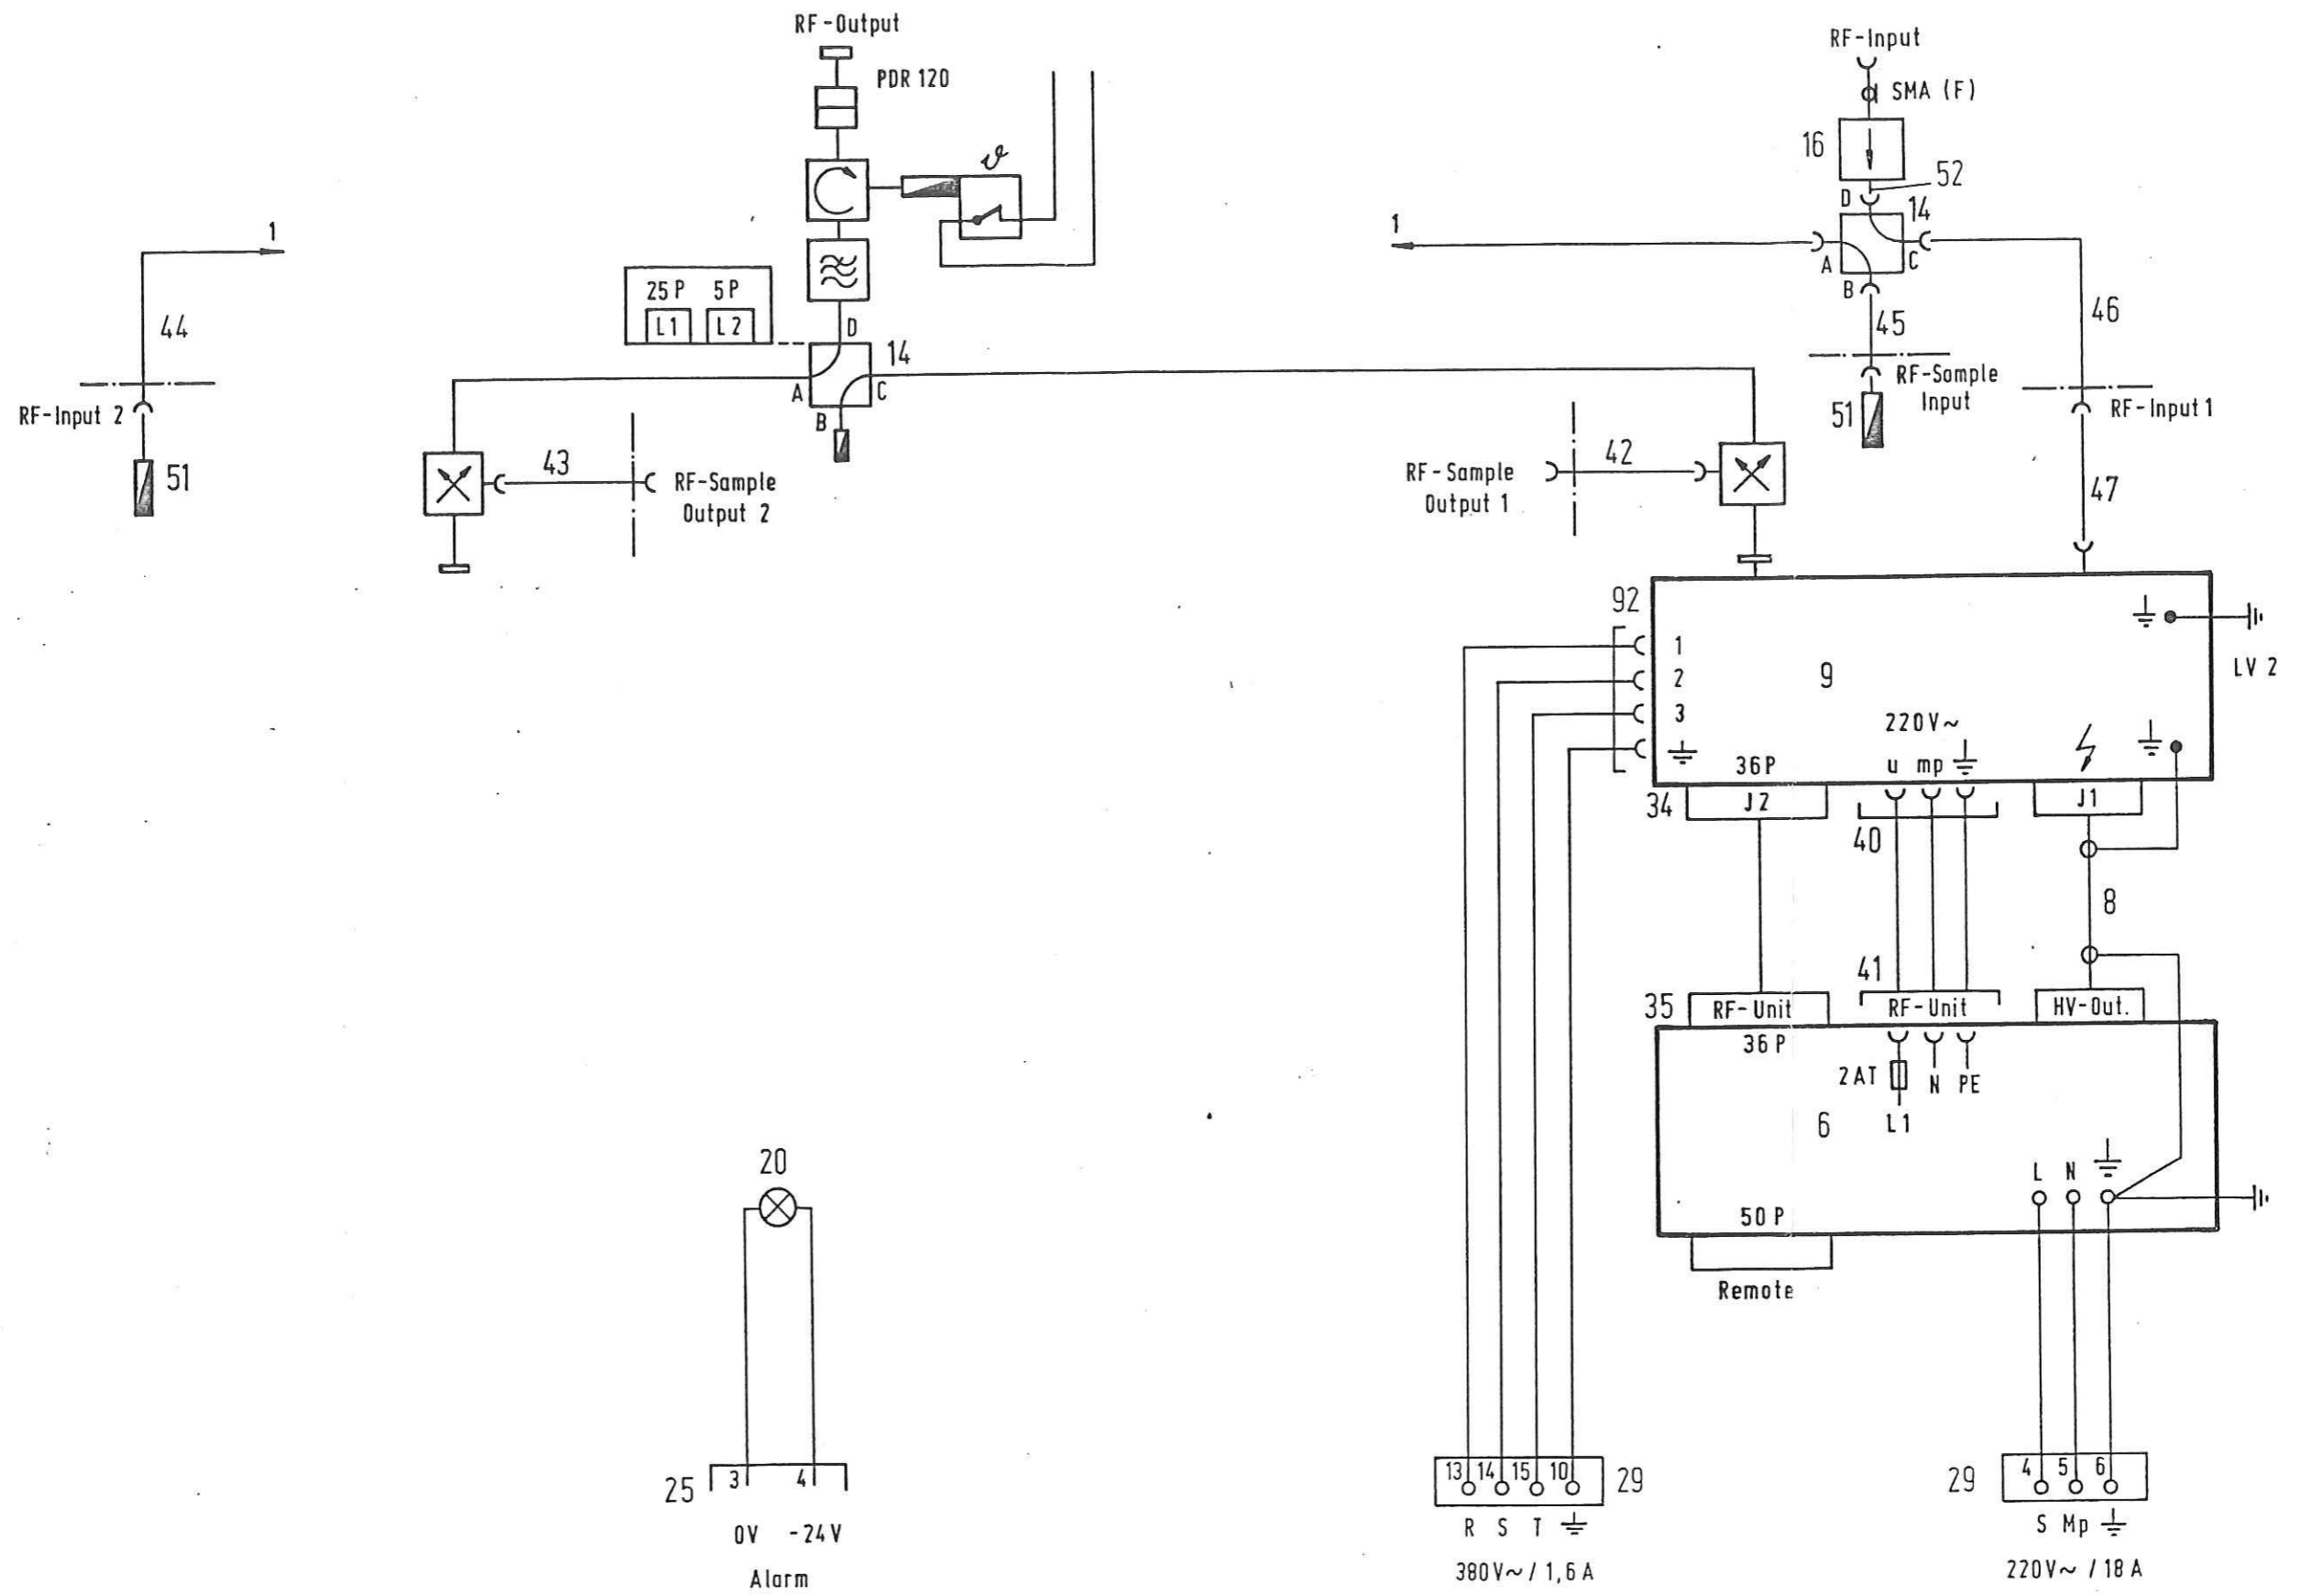 RF-Output
PDR 120
ϑ
25 P 5 P
L1 L2
D
14
A
C
B
1
44
RF-Input 2
51
43
RF-Sample
Output 2
RF-Input
SMA (F)
16
52
D
14
1
A
C
B
45
46
RF-Sample
Input
51
RF-Input 1
RF-Sample
Output 1
42
47
92
1
2
3
9
LV 2
220V~
36P
u mp
34
J2
J1
40
8
41
35
RF-Unit
RF-Unit
HV-Out.
36 P
2AT
N PE
L1
6
L N
50 P
Remote
20
25
3 4
0V -24V
Alarm
13 14 15 10
29
R S T
380V~/ 1,6 A
29
4 5 6
S Mp
220V~ / 18 A